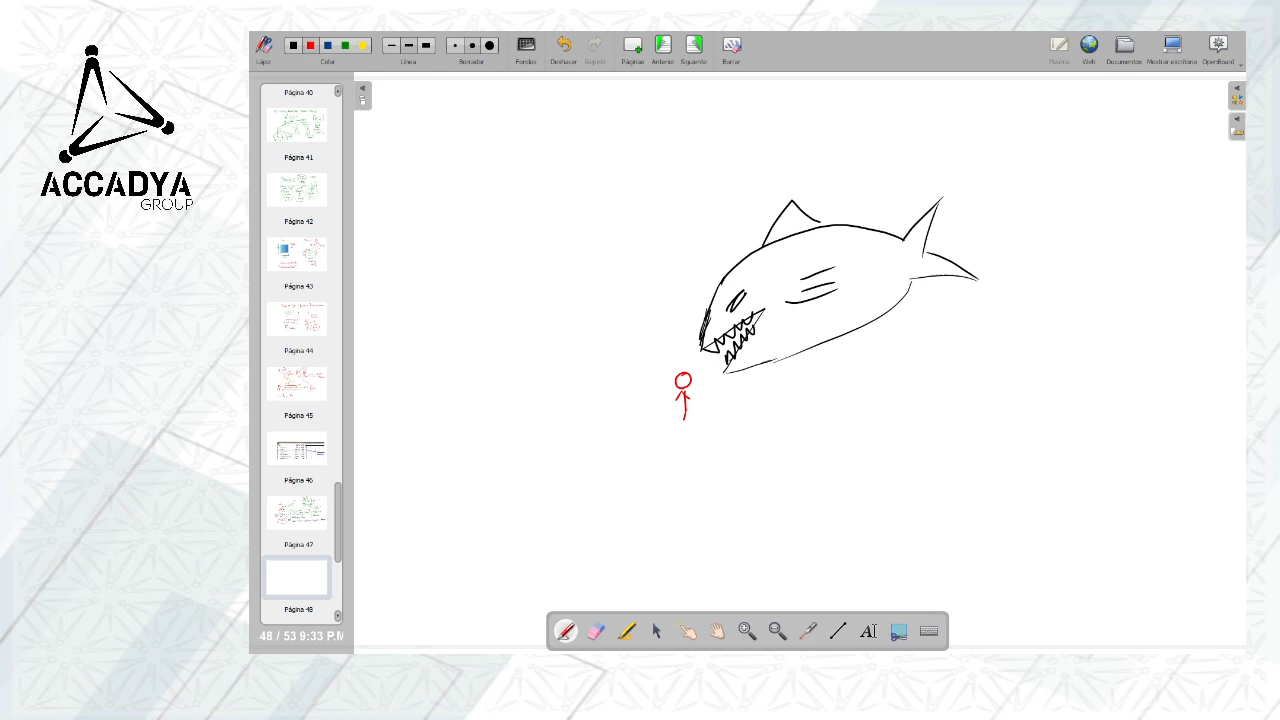 ACCADYA
GROUP
Lápiz
Color
Línea
Borrador
Fondos
Deshacer
Repetir
Páginas
Anterior
Siguiente
Borrar
Pizarra
Web
Documentos
Mostrar escritorio
OpenBoard
Página 40
Página 41
Página 42
Página 43
Página 44
Página 45
Página 46
Página 47
Página 48
48 / 53 9:33 P.M